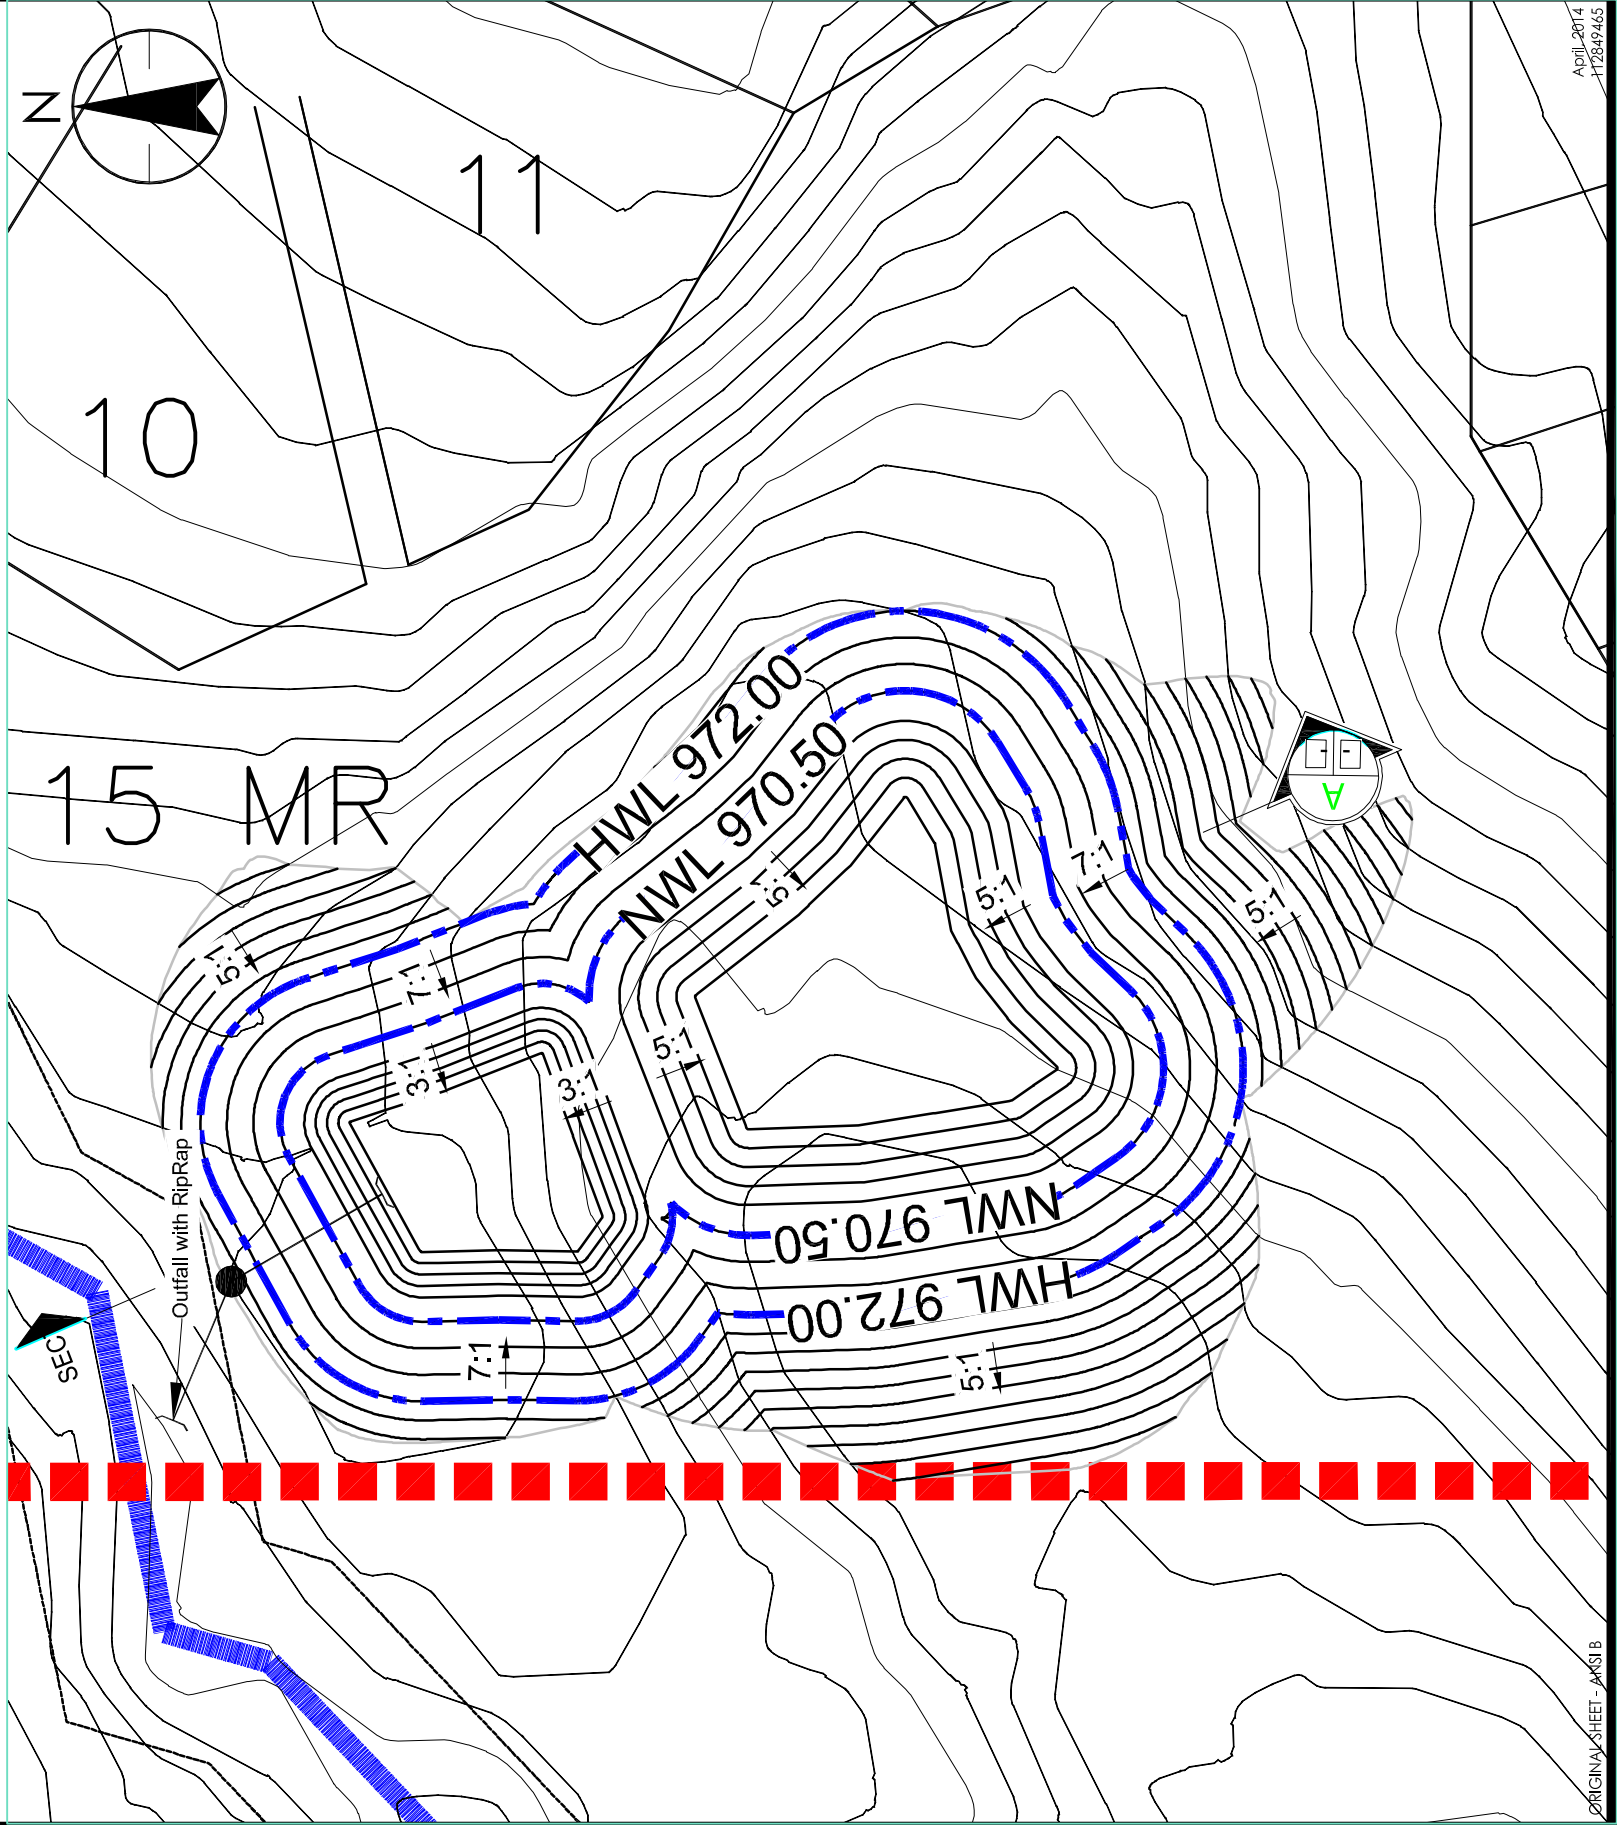 April, 2014
112849465
N
11
10
15 MR
HWL 972.00
NWL 970.50
5:1
7:1
5:1
5:1
5:1
7:1
3:1
5:1
3:1
A
Outfall with RipRap
SEC
NWL 970.50
HWL 972.00
7:1
5:1
ORIGINAL SHEET - ANSI B